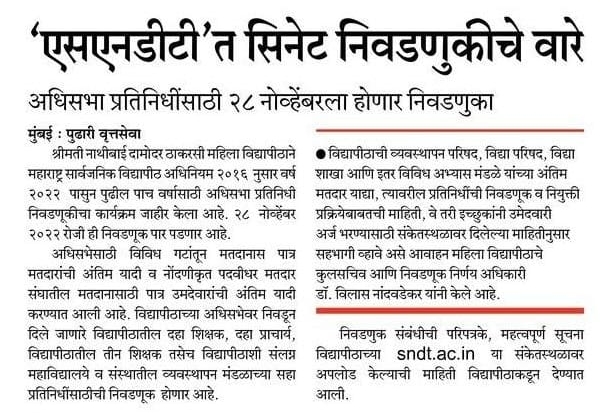 ‘एसएनडीटी’त सिनेट निवडणुकीचे वारे
अधिसभा प्रतिनिधींसाठी २८ नोव्हेंबरला होणार निवडणुका
मुंबई : पुढारी वृत्तसेवा
श्रीमती नाथीबाई दामोदर ठाकरसी महिला विद्यापीठाने
महाराष्ट्र सार्वजनिक विद्यापीठ अधिनियम २०१६ नुसार वर्ष
२०२२ पासुन पुढील पाच वर्षासाठी अधिसभा प्रतिनिधी
निवडणूकीचा कार्यक्रम जाहीर केला आहे. २८ नोव्हेंबर
२०२२ रोजी ही निवडणूक पार पडणार आहे.
अधिसभेसाठी विविध गटांतून मतदानास पात्र
मतदारांची अंतिम यादी व नोंदणीकृत पदवीधर मतदार
संघातील मतदानासाठी पात्र उमदेवारांची अंतिम यादी
करण्यात आली आहे. विद्यापीठाच्या अधिसभेवर निवडून
दिले जाणारे विद्यापीठातील दहा शिक्षक, दहा प्राचार्य,
विद्यापीठातील तीन शिक्षक तसेच विद्यापीठाशी संलग्न
महाविद्यालये व संस्थातील व्यवस्थापन मंडळाच्या सहा
प्रतिनिधींसाठीची निवडणूक होणार आहे.
● विद्यापीठाची व्यवस्थापन परिषद, विद्या परिषद, विद्या
शाखा आणि इतर विविध अभ्यास मंडळे यांच्या अंतिम
मतदार याद्या, त्यावरील प्रतिनिधींची निवडणूक व नियुक्ती
प्रक्रियेबाबतची माहिती, वे तरी इच्छुकांनी उमेदवारी
अर्ज भरण्यासाठी संकेतस्थळावर दिलेल्या माहितीनुसार
सहभागी व्हावे असे आवाहन महिला विद्यापीठाचे
कुलसचिव आणि निवडणूक निर्णय अधिकारी
डॉ. विलास नांदवडेकर यांनी केले आहे.
निवडणुक संबंधीची परिपत्रके, महत्वपूर्ण सूचना
विद्यापीठाच्या sndt.ac.in या संकेतस्थळावर
अपलोड केल्याची माहिती विद्यापीठाकडून देण्यात
आली.